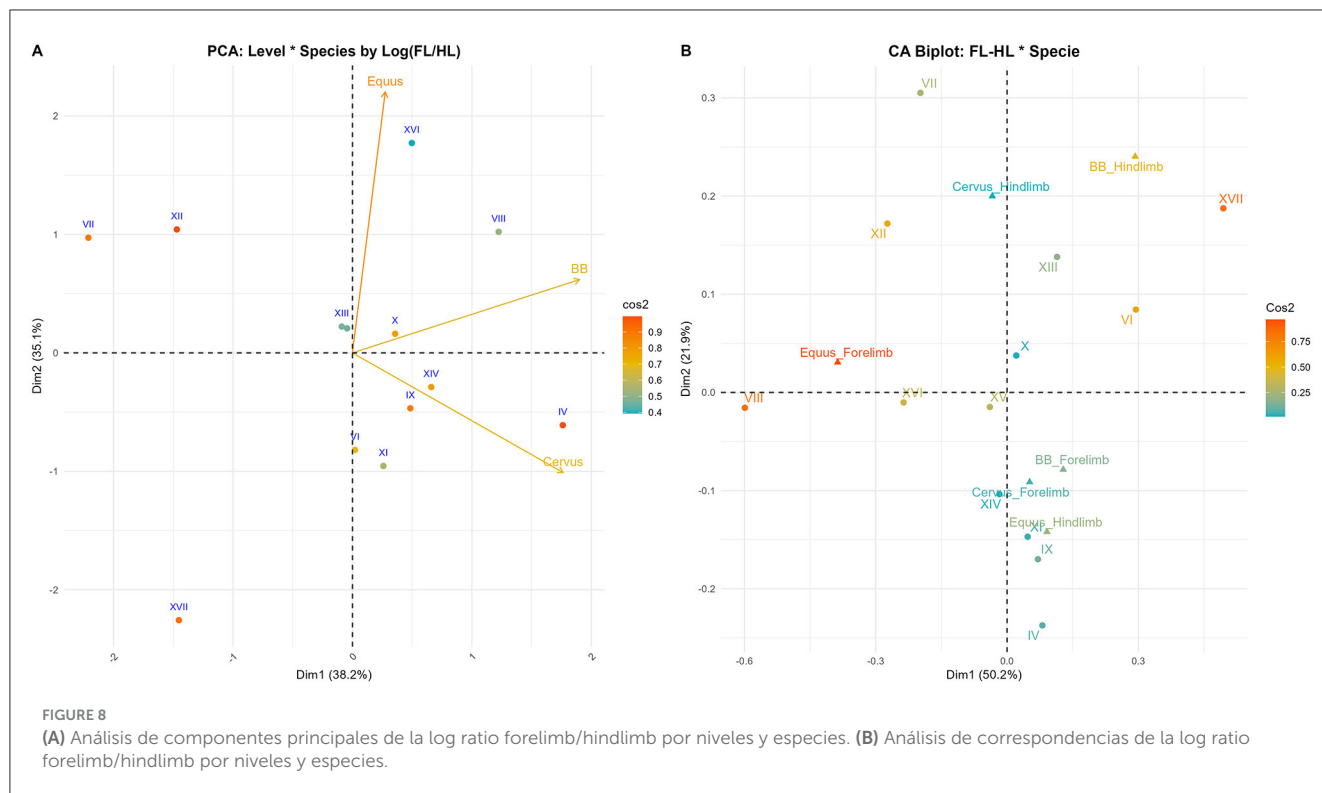 A
PCA: Level * Species by Log(FL/HL)
Equus
XVI
VII
XII
VIII
BB
XIII
X
XIV
IX
IV
VI
XI
Cervus
XVII
2
1
0
-1
-2
Dim2 (35.1%)
-2
-1
0
1
2
Dim1 (38.2%)
cos2
0.9
0.8
0.7
0.6
0.5
0.4
B
CA Biplot: FL-HL * Specie
VII
BB_Hindlimb
Cervus_Hindlimb
XVII
XII
XIII
VI
X
Equus_Forelimb
VIII
XVI
XV
BB_Forelimb
Cervus_Forelimb
XIV
Equus_Hindlimb
XI
IX
IV
0.3
0.2
0.1
0.0
-0.1
-0.2
Dim2 (21.9%)
-0.6
-0.3
0.0
0.3
Dim1 (50.2%)
Cos2
0.75
0.50
0.25
FIGURE 8
(A) Análisis de componentes principales de la log ratio forelimb/hindlimb por niveles y especies. (B) Análisis de correspondencias de la log ratio
forelimb/hindlimb por niveles y especies.